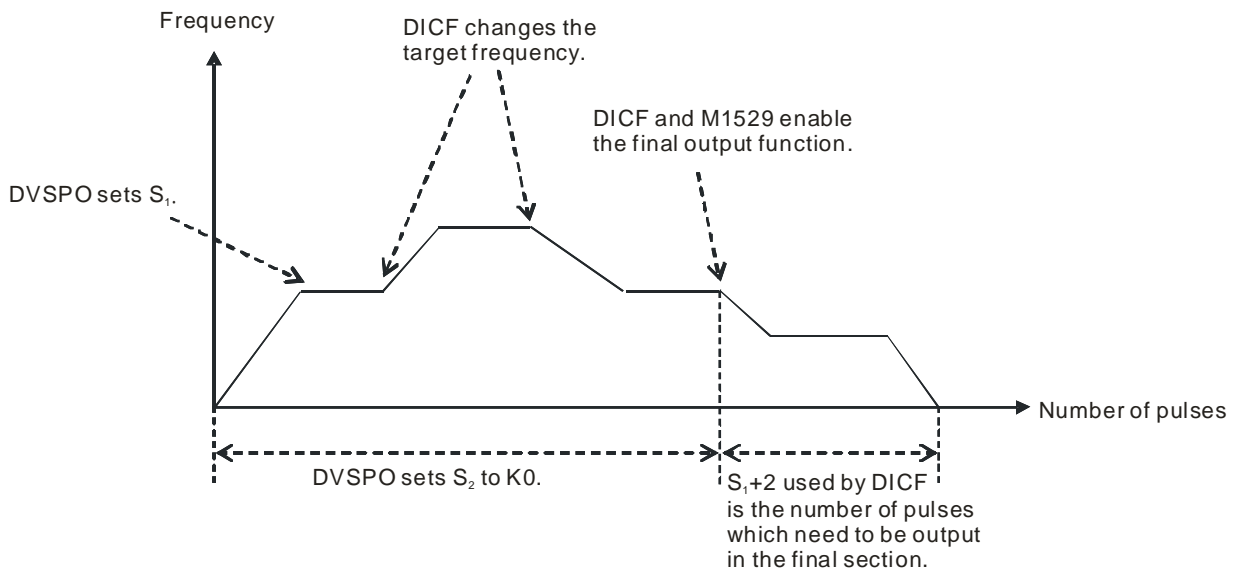 Frequency
DICF changes the
target frequency.
DICF and M1529 enable
the final output function.
DVSPO sets S₁.
Number of pulses
DVSPO sets S₂ to K0.
S₁+2 used by DICF
is the number of pulses
which need to be output
in the final section.